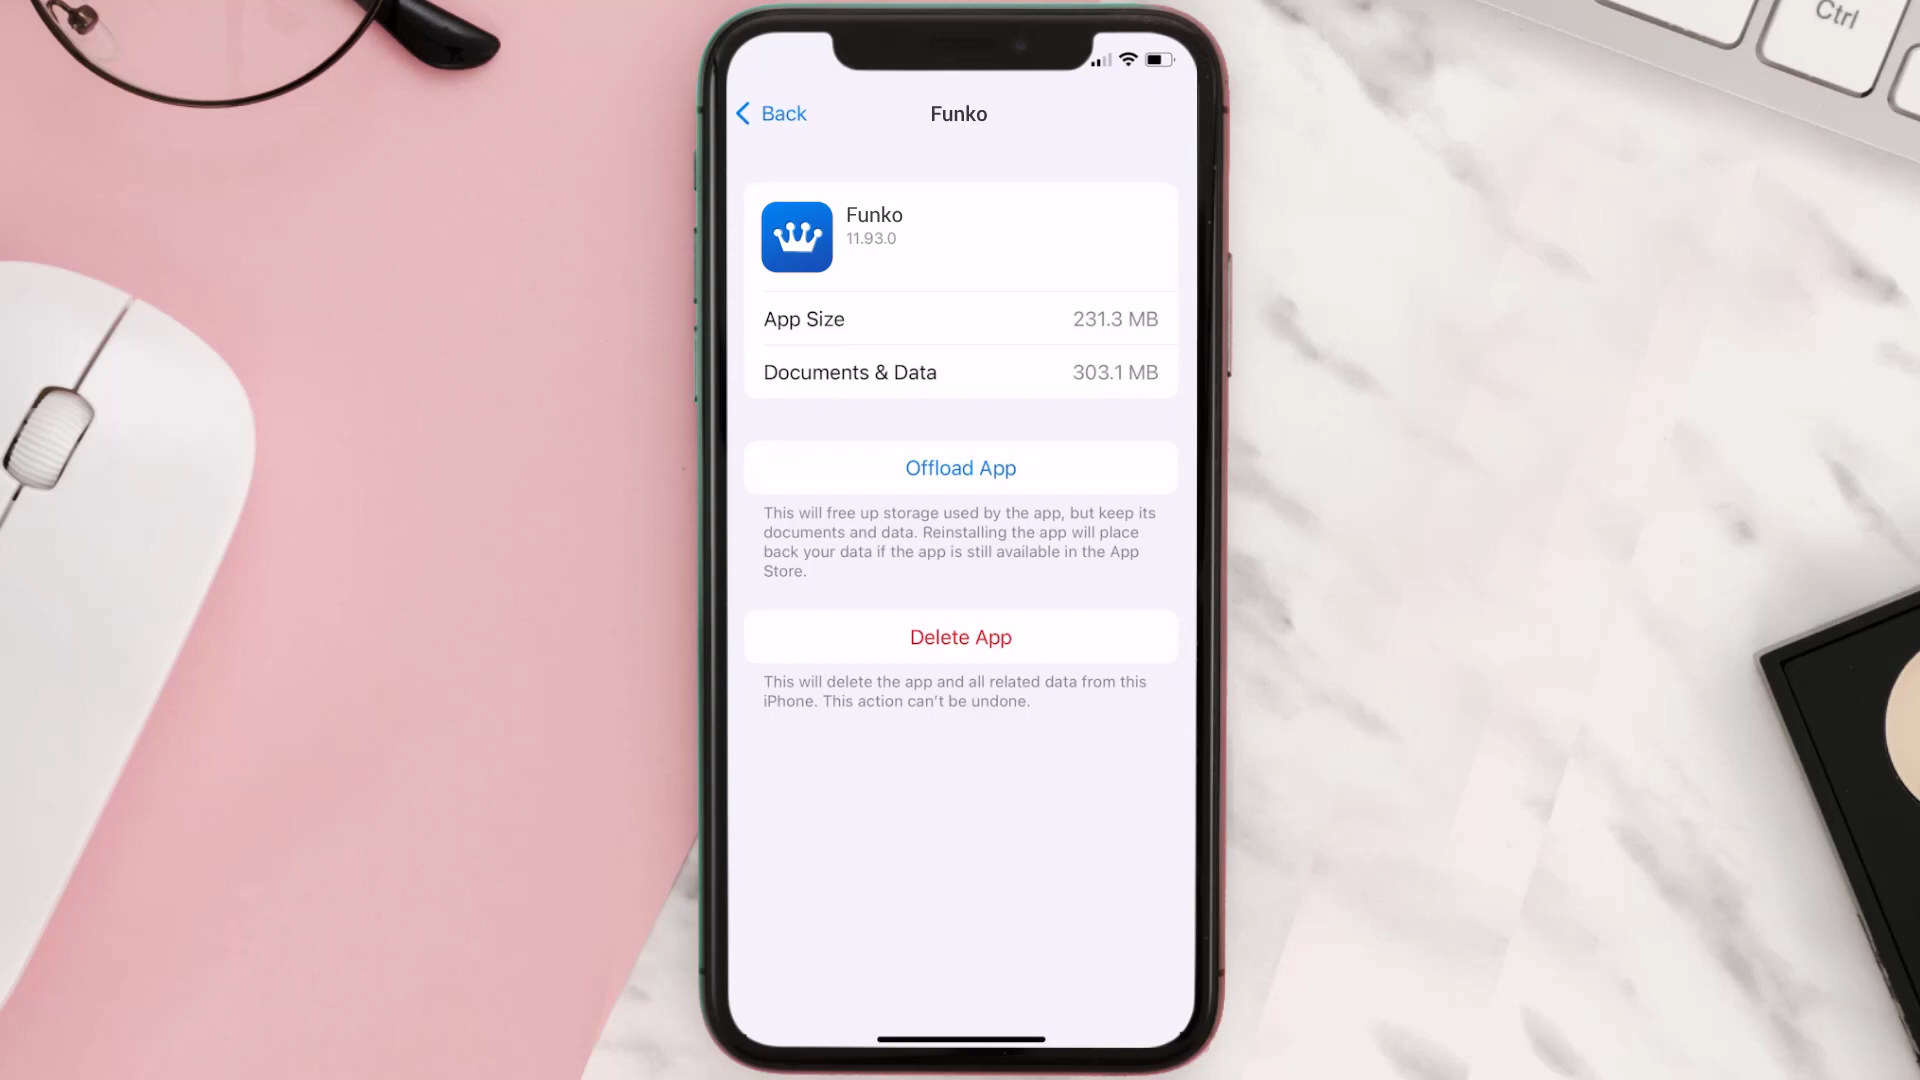 Ctrl
Back
Funko
Funko
11.93.0
App Size 231.3 MB
Documents & Data 303.1 MB
Offload App
This will free up storage used by the app, but keep its
documents and data. Reinstalling the app will place
back your data if the app is still available in the App
Store.
Delete App
This will delete the app and all related data from this
iPhone. This action can’t be undone.